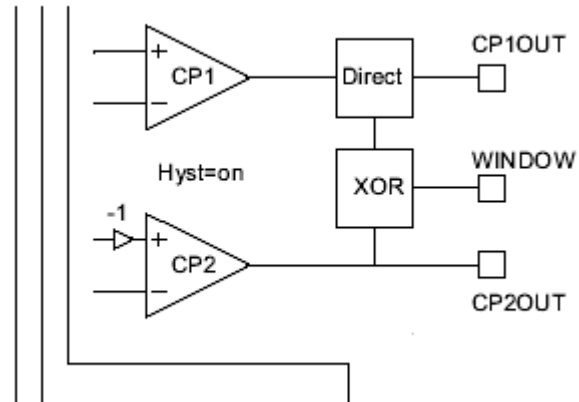 CP1OUT
+
CP1
−
Direct
WINDOW
Hyst=on
XOR
-1
+
CP2
−
CP2OUT